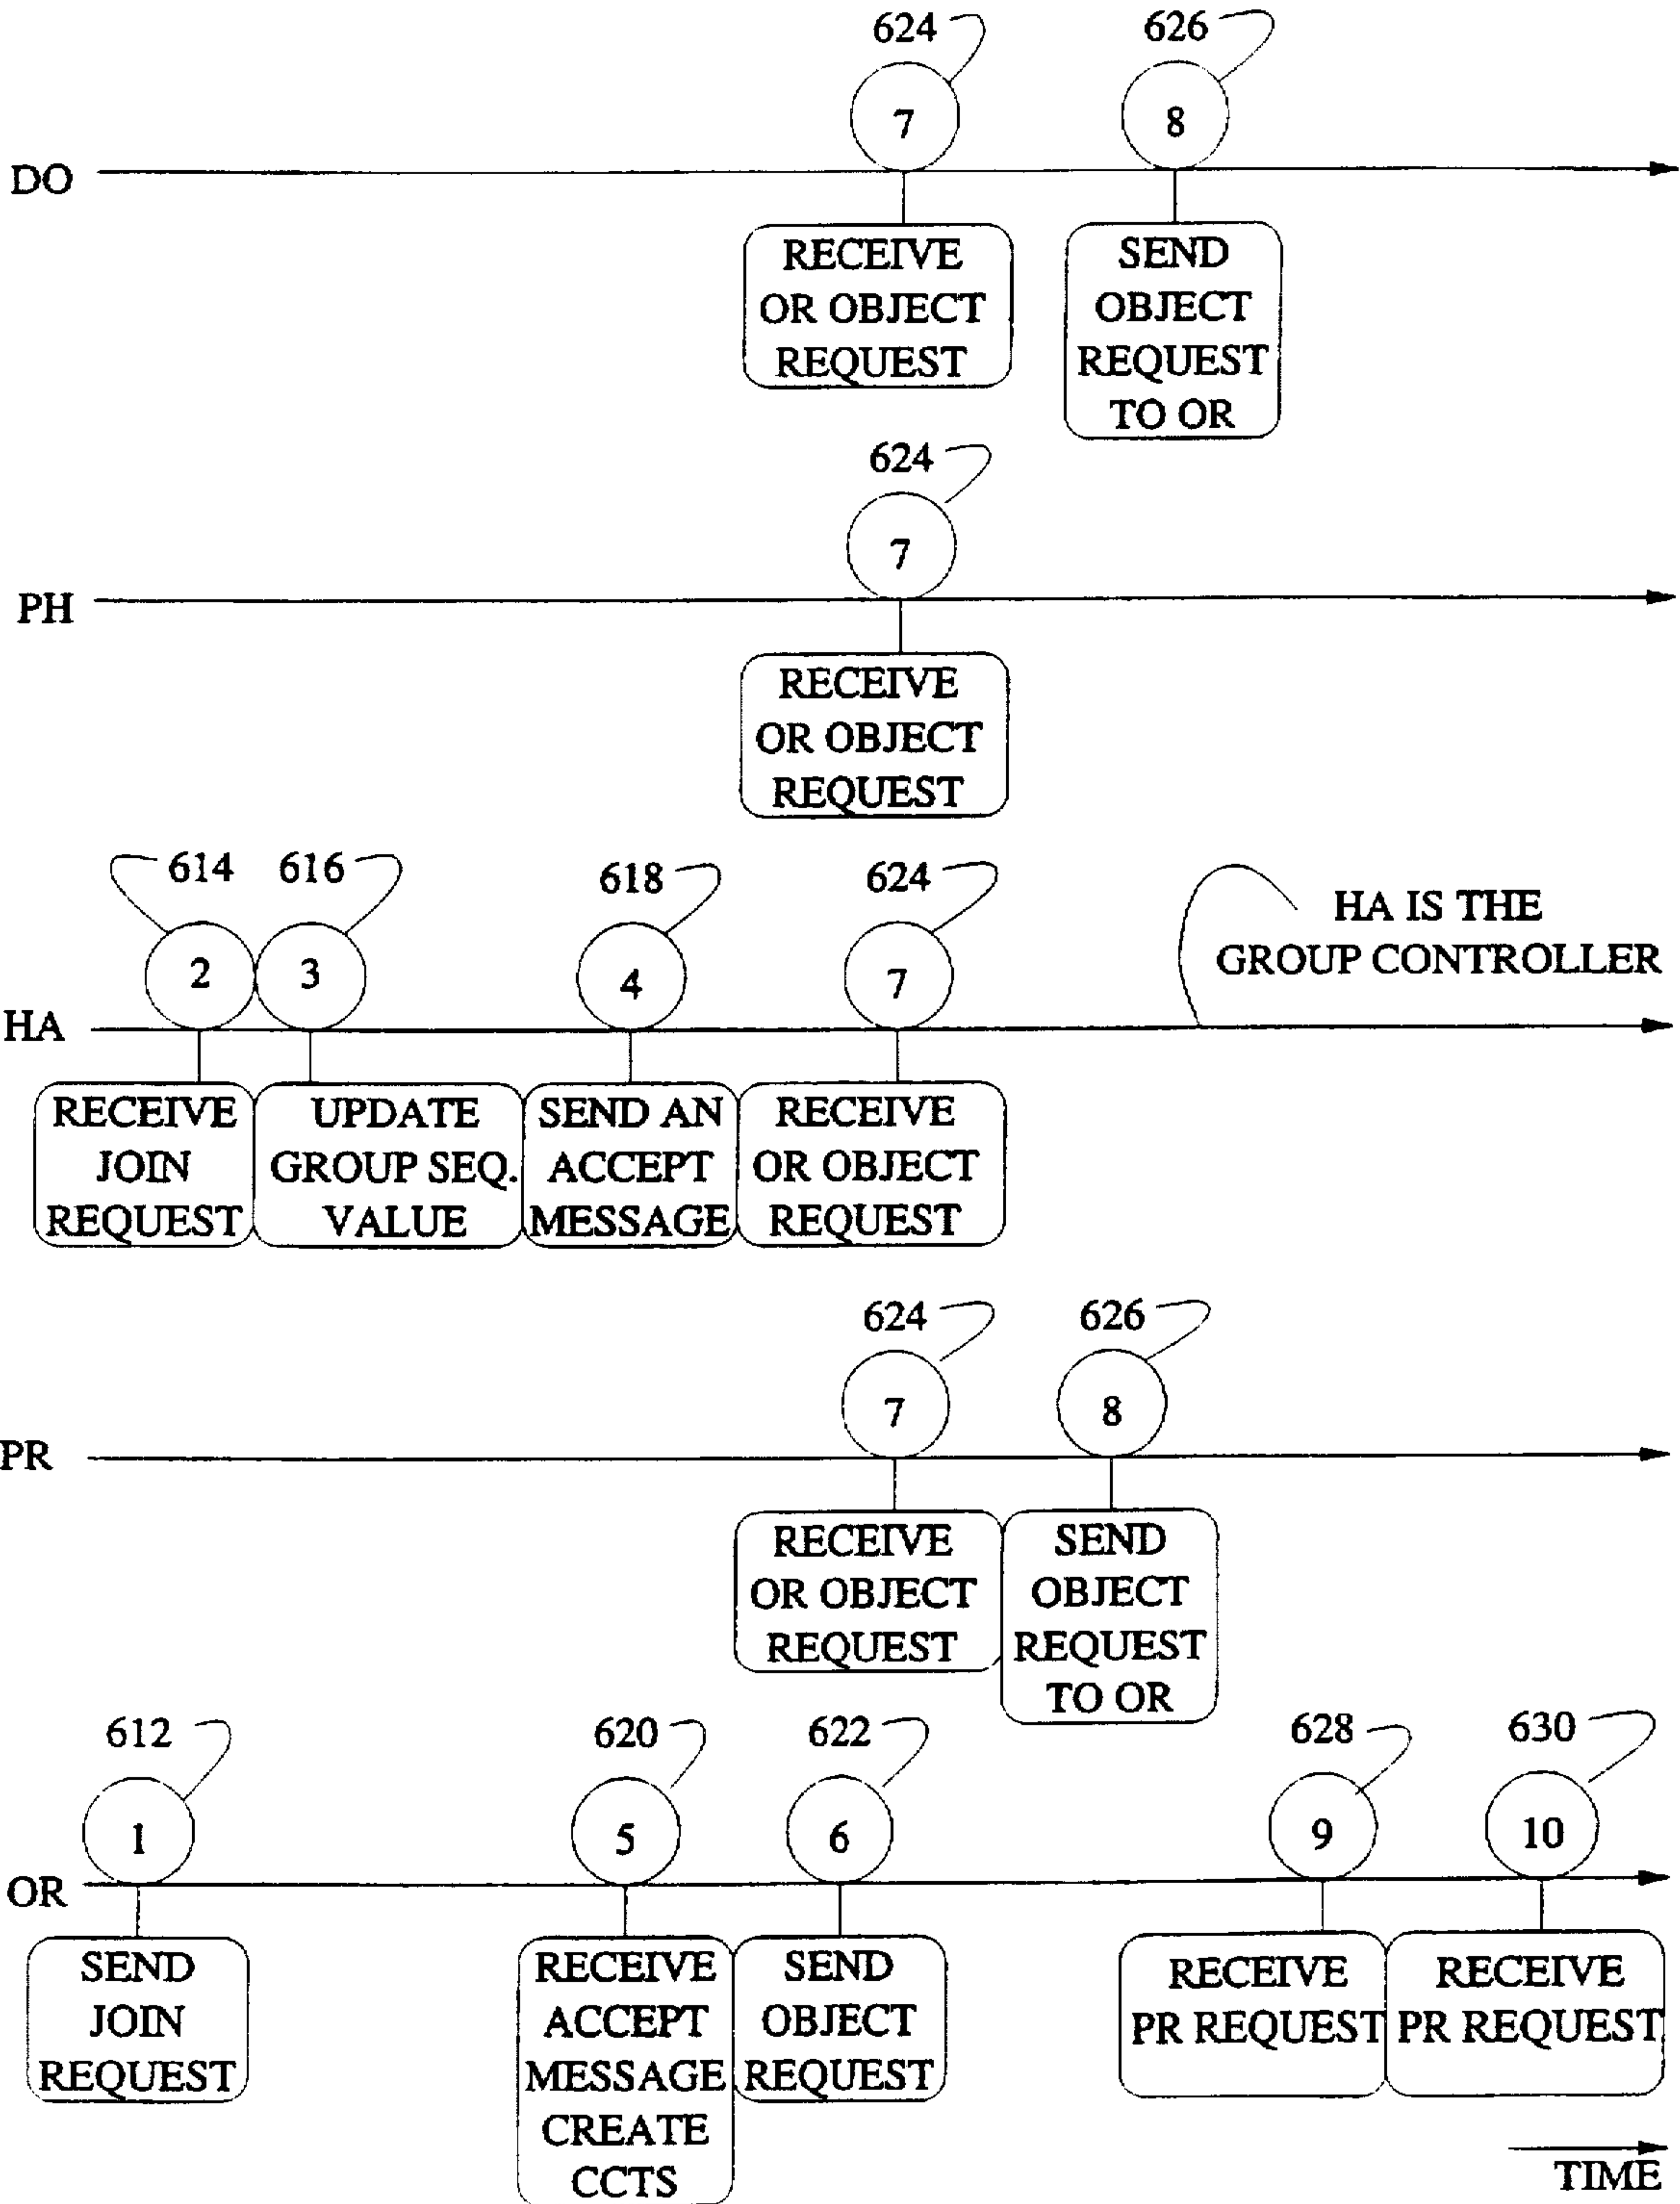 624
626
7
8
DO
RECEIVE
OR OBJECT
REQUEST
SEND
OBJECT
REQUEST
TO OR
624
7
PH
RECEIVE
OR OBJECT
REQUEST
614
616
618
624
HA IS THE
GROUP CONTROLLER
2
3
4
7
HA
RECEIVE
JOIN
REQUEST
UPDATE
GROUP SEQ.
VALUE
SEND AN
ACCEPT
MESSAGE
RECEIVE
OR OBJECT
REQUEST
624
626
7
8
PR
RECEIVE
OR OBJECT
REQUEST
SEND
OBJECT
REQUEST
TO OR
612
620
622
628
630
1
5
6
9
10
OR
SEND
JOIN
REQUEST
RECEIVE
ACCEPT
MESSAGE
CREATE
CCTS
SEND
OBJECT
REQUEST
RECEIVE
PR REQUEST
RECEIVE
PR REQUEST
TIME